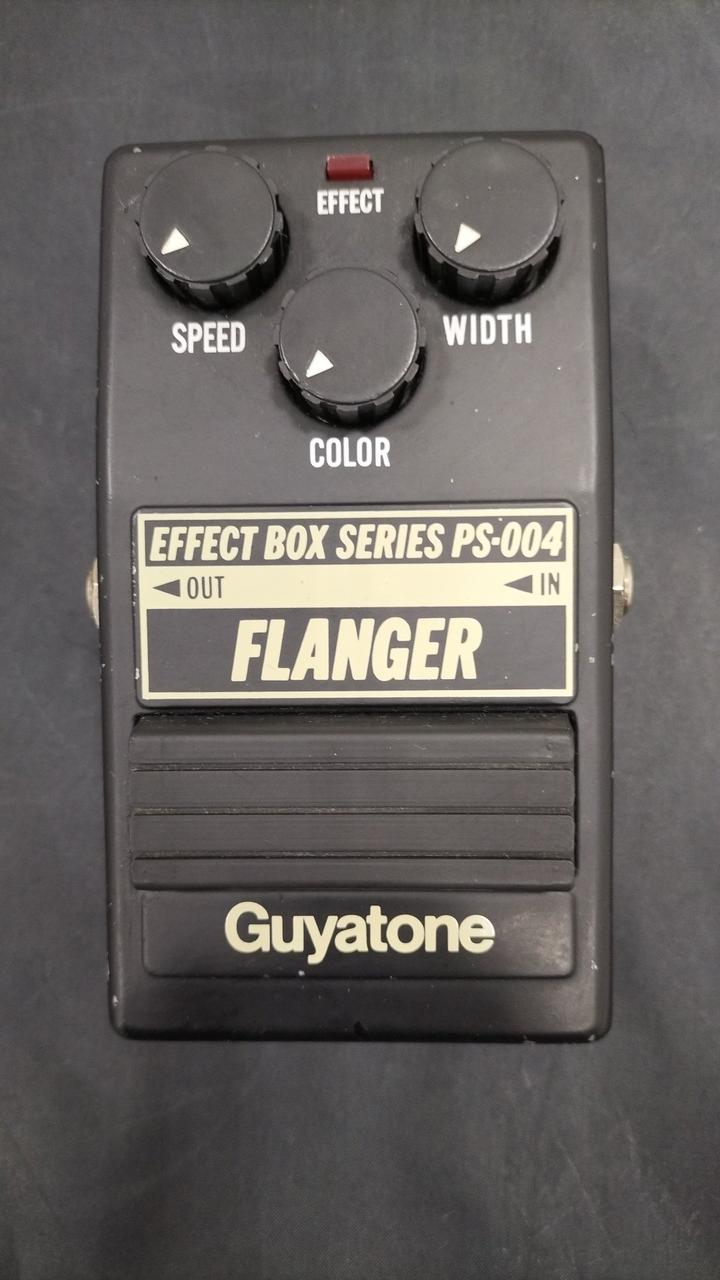 EFFECT
SPEED
WIDTH
COLOR
EFFECT BOX SERIES PS-004
OUT
IN
FLANGER
Guyatone